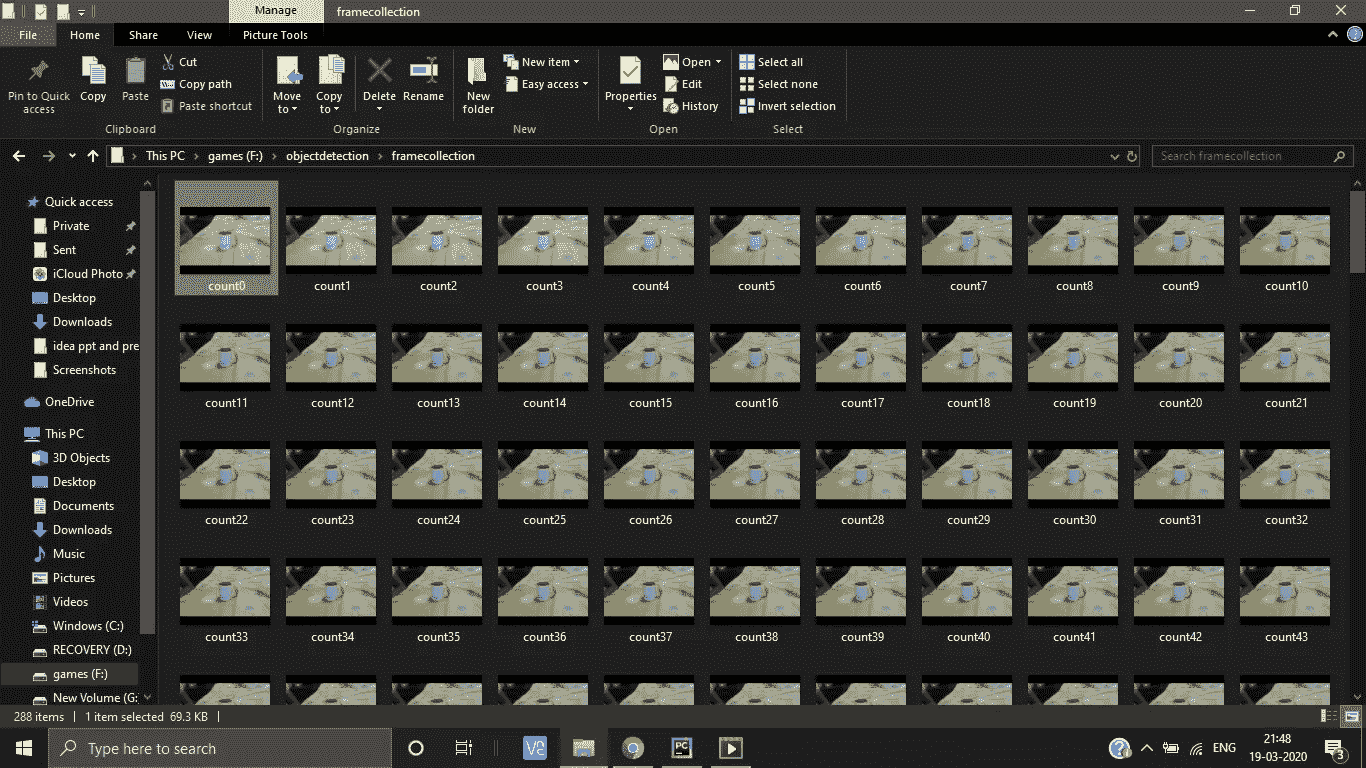 Manage
framecollection
File
Home
Share
View
Picture Tools
Pin to Quick access
Copy
Paste
Cut
Copy path
Paste shortcut
Clipboard
Move to
Copy to
Delete
Rename
Organize
New folder
New item
Easy access
New
Properties
Open
Edit
History
Open
Select all
Select none
Invert selection
Select
This PC > games (F:) > objectdetection > framecollection
Search framecollection
Quick access
Private
Sent
iCloud Photo
Desktop
Downloads
idea ppt and pre
Screenshots
OneDrive
This PC
3D Objects
Desktop
Documents
Downloads
Music
Pictures
Videos
Windows (C:)
RECOVERY (D:)
games (F:)
New Volume (G:
count0 count1 count2 count3 count4 count5 count6 count7 count8 count9 count10
count11 count12 count13 count14 count15 count16 count17 count18 count19 count20 count21
count22 count23 count24 count25 count26 count27 count28 count29 count30 count31 count32
count33 count34 count35 count36 count37 count38 count39 count40 count41 count42 count43
288 items | 1 item selected 69.3 KB |
Type here to search
PC
ENG
21:48
19-03-2020
3